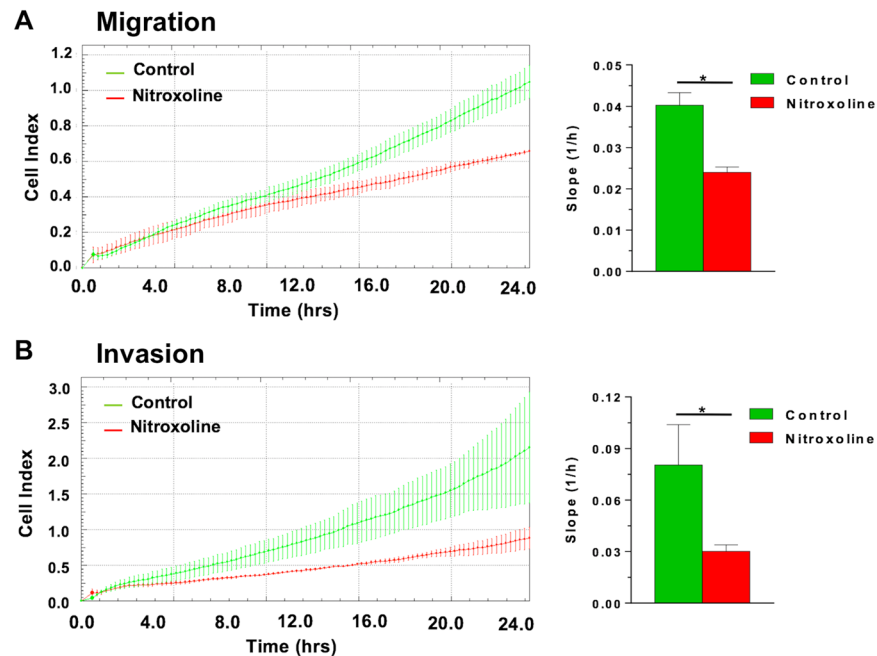 A Migration
Control
Nitroxoline
Cell Index
1.2
1.0
0.8
0.6
0.4
0.2
0.0
0.0 4.0 8.0 12.0 16.0 20.0 24.0
Time (hrs)
Slope (1/h)
0.05
0.04
0.03
0.02
0.01
0.00
*
Control
Nitroxoline
B Invasion
Control
Nitroxoline
Cell Index
3.0
2.5
2.0
1.5
1.0
0.5
0.0
0.0 4.0 8.0 12.0 16.0 20.0 24.0
Time (hrs)
Slope (1/h)
0.12
0.09
0.06
0.03
0.00
*
Control
Nitroxoline